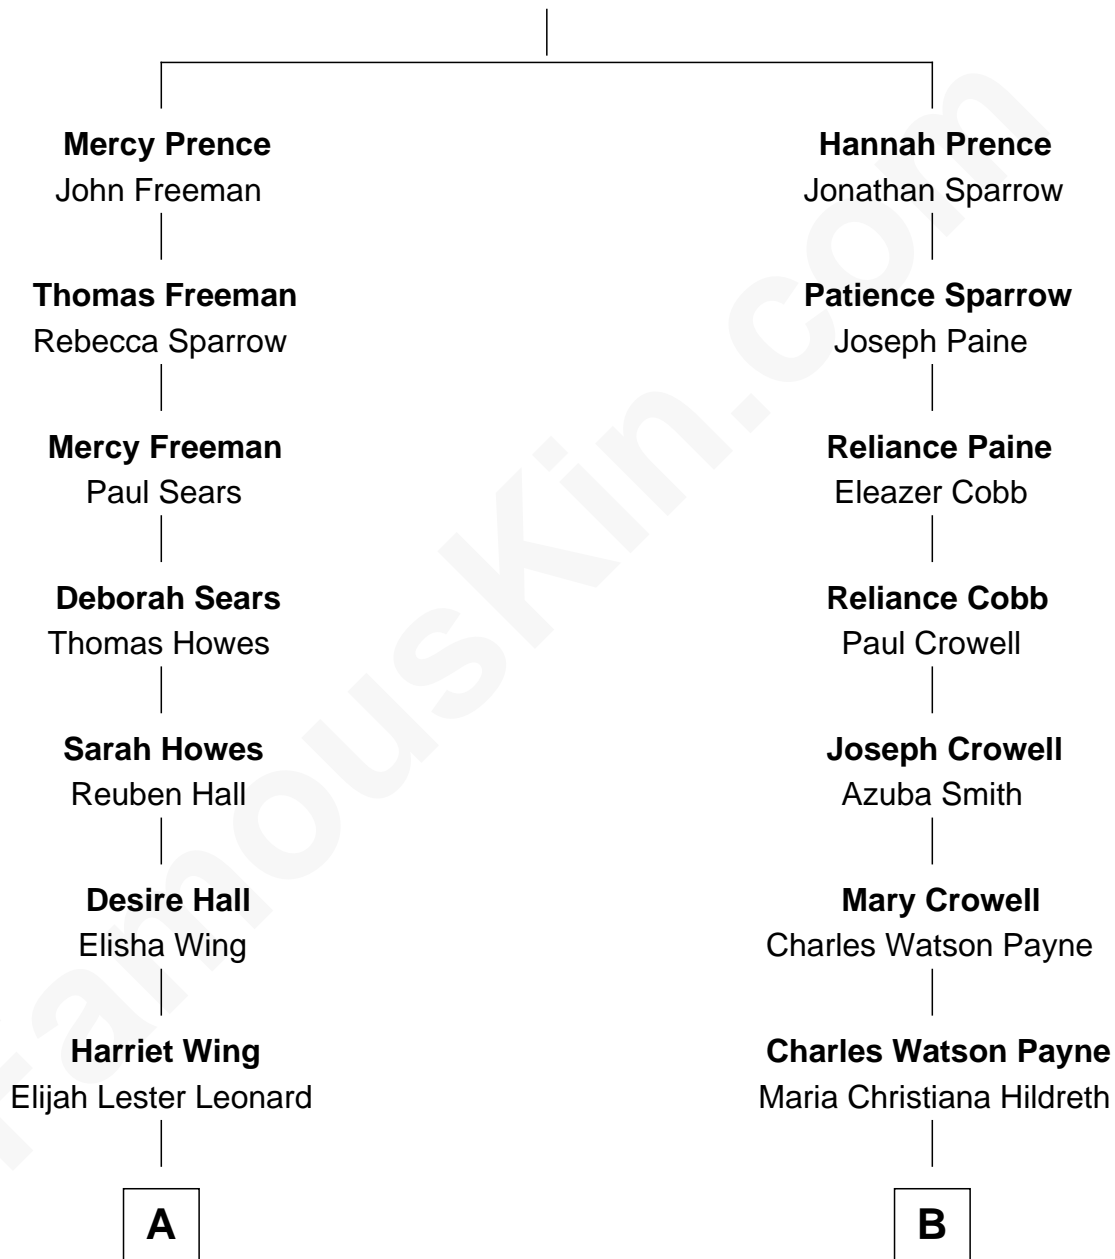 Mercy Prence
John Freeman
Hannah Prence
Jonathan Sparrow
Thomas Freeman
Rebecca Sparrow
Patience Sparrow
Joseph Paine
Mercy Freeman
Paul Sears
Reliance Paine
Eleazer Cobb
Deborah Sears
Thomas Howes
Reliance Cobb
Paul Crowell
Sarah Howes
Reuben Hall
Joseph Crowell
Azuba Smith
Desire Hall
Elisha Wing
Mary Crowell
Charles Watson Payne
Harriet Wing
Elijah Lester Leonard
Charles Watson Payne
Maria Christiana Hildreth
A
B
FamousKin.com